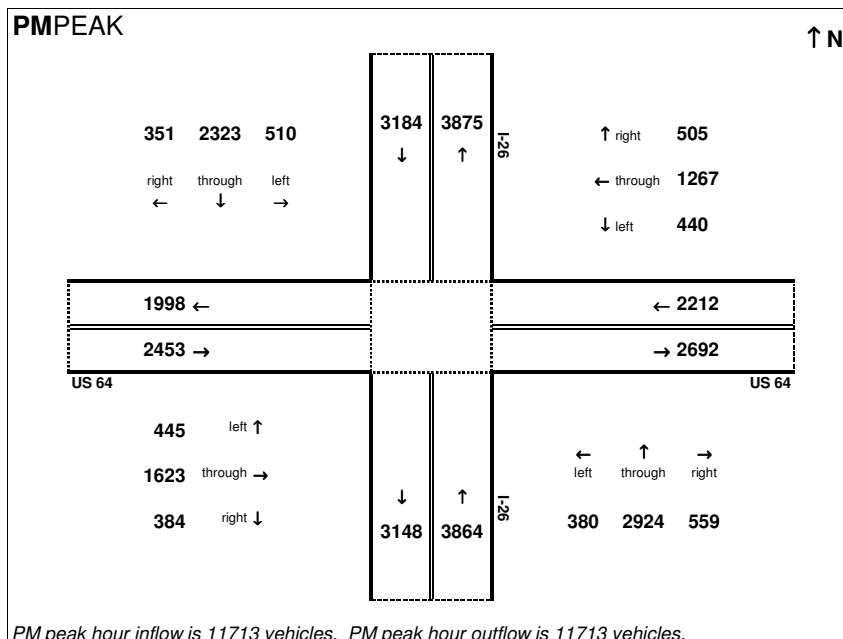 PMPEAK
↑ N
351 2323 510
right through left
← ↓ →
3184 3875
↓ ↑
I-26
↑ right 505
← through 1267
↓ left 440
1998 ←
← 2212
2453 →
→ 2692
US 64
US 64
445 left ↑
1623 through →
384 right ↓
↓ ↑
3148 3864
I-26
← ↑ →
left through right
380 2924 559
PM peak hour inflow is 11713 vehicles. PM peak hour outflow is 11713 vehicles.